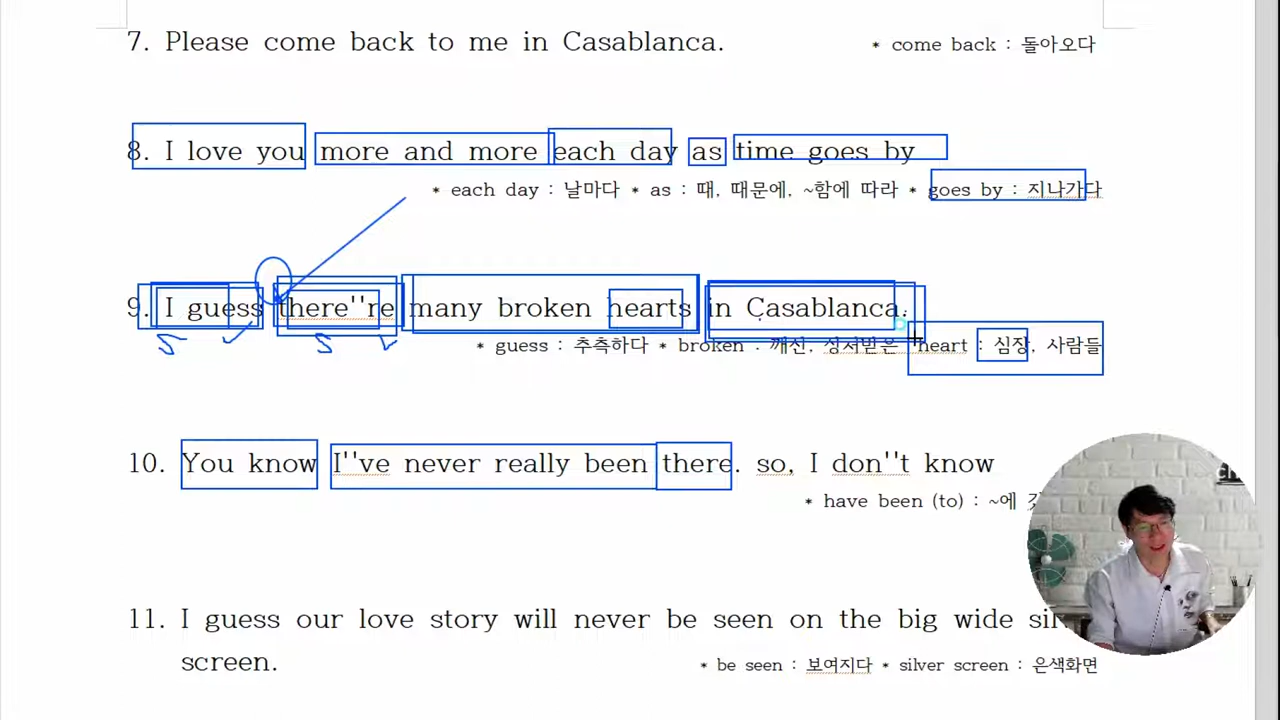 7. Please come back to me in Casablanca.
* come back : 돌아오다
8. I love you more and more each day as time goes by
* each day : 날마다 * as : 때, 때문에, ~함에 따라 * goes by : 지나가다
9. I guess there''re many broken hearts in Casablanca.
S V S V
* guess : 추측하다 * broken : 깨진, 상처받은 heart : 심장, 사람들
10. You know I''ve never really been there. so, I don''t know
* have been (to) : ~에
11. I guess our love story will never be seen on the big wide
screen.
* be seen : 보여지다 * silver screen : 은색화면